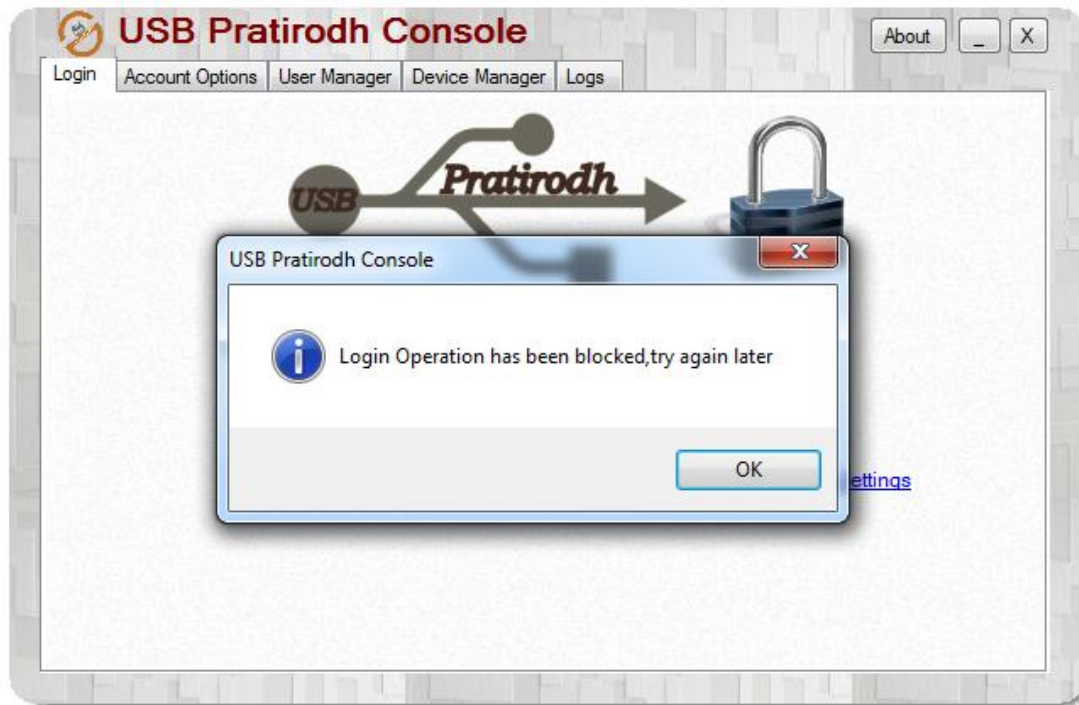 USB Pratirodh Console
About _ X
Login Account Options User Manager Device Manager Logs
USB Pratirodh
USB Pratirodh Console
x
Login Operation has been blocked,try again later
OK
ettings